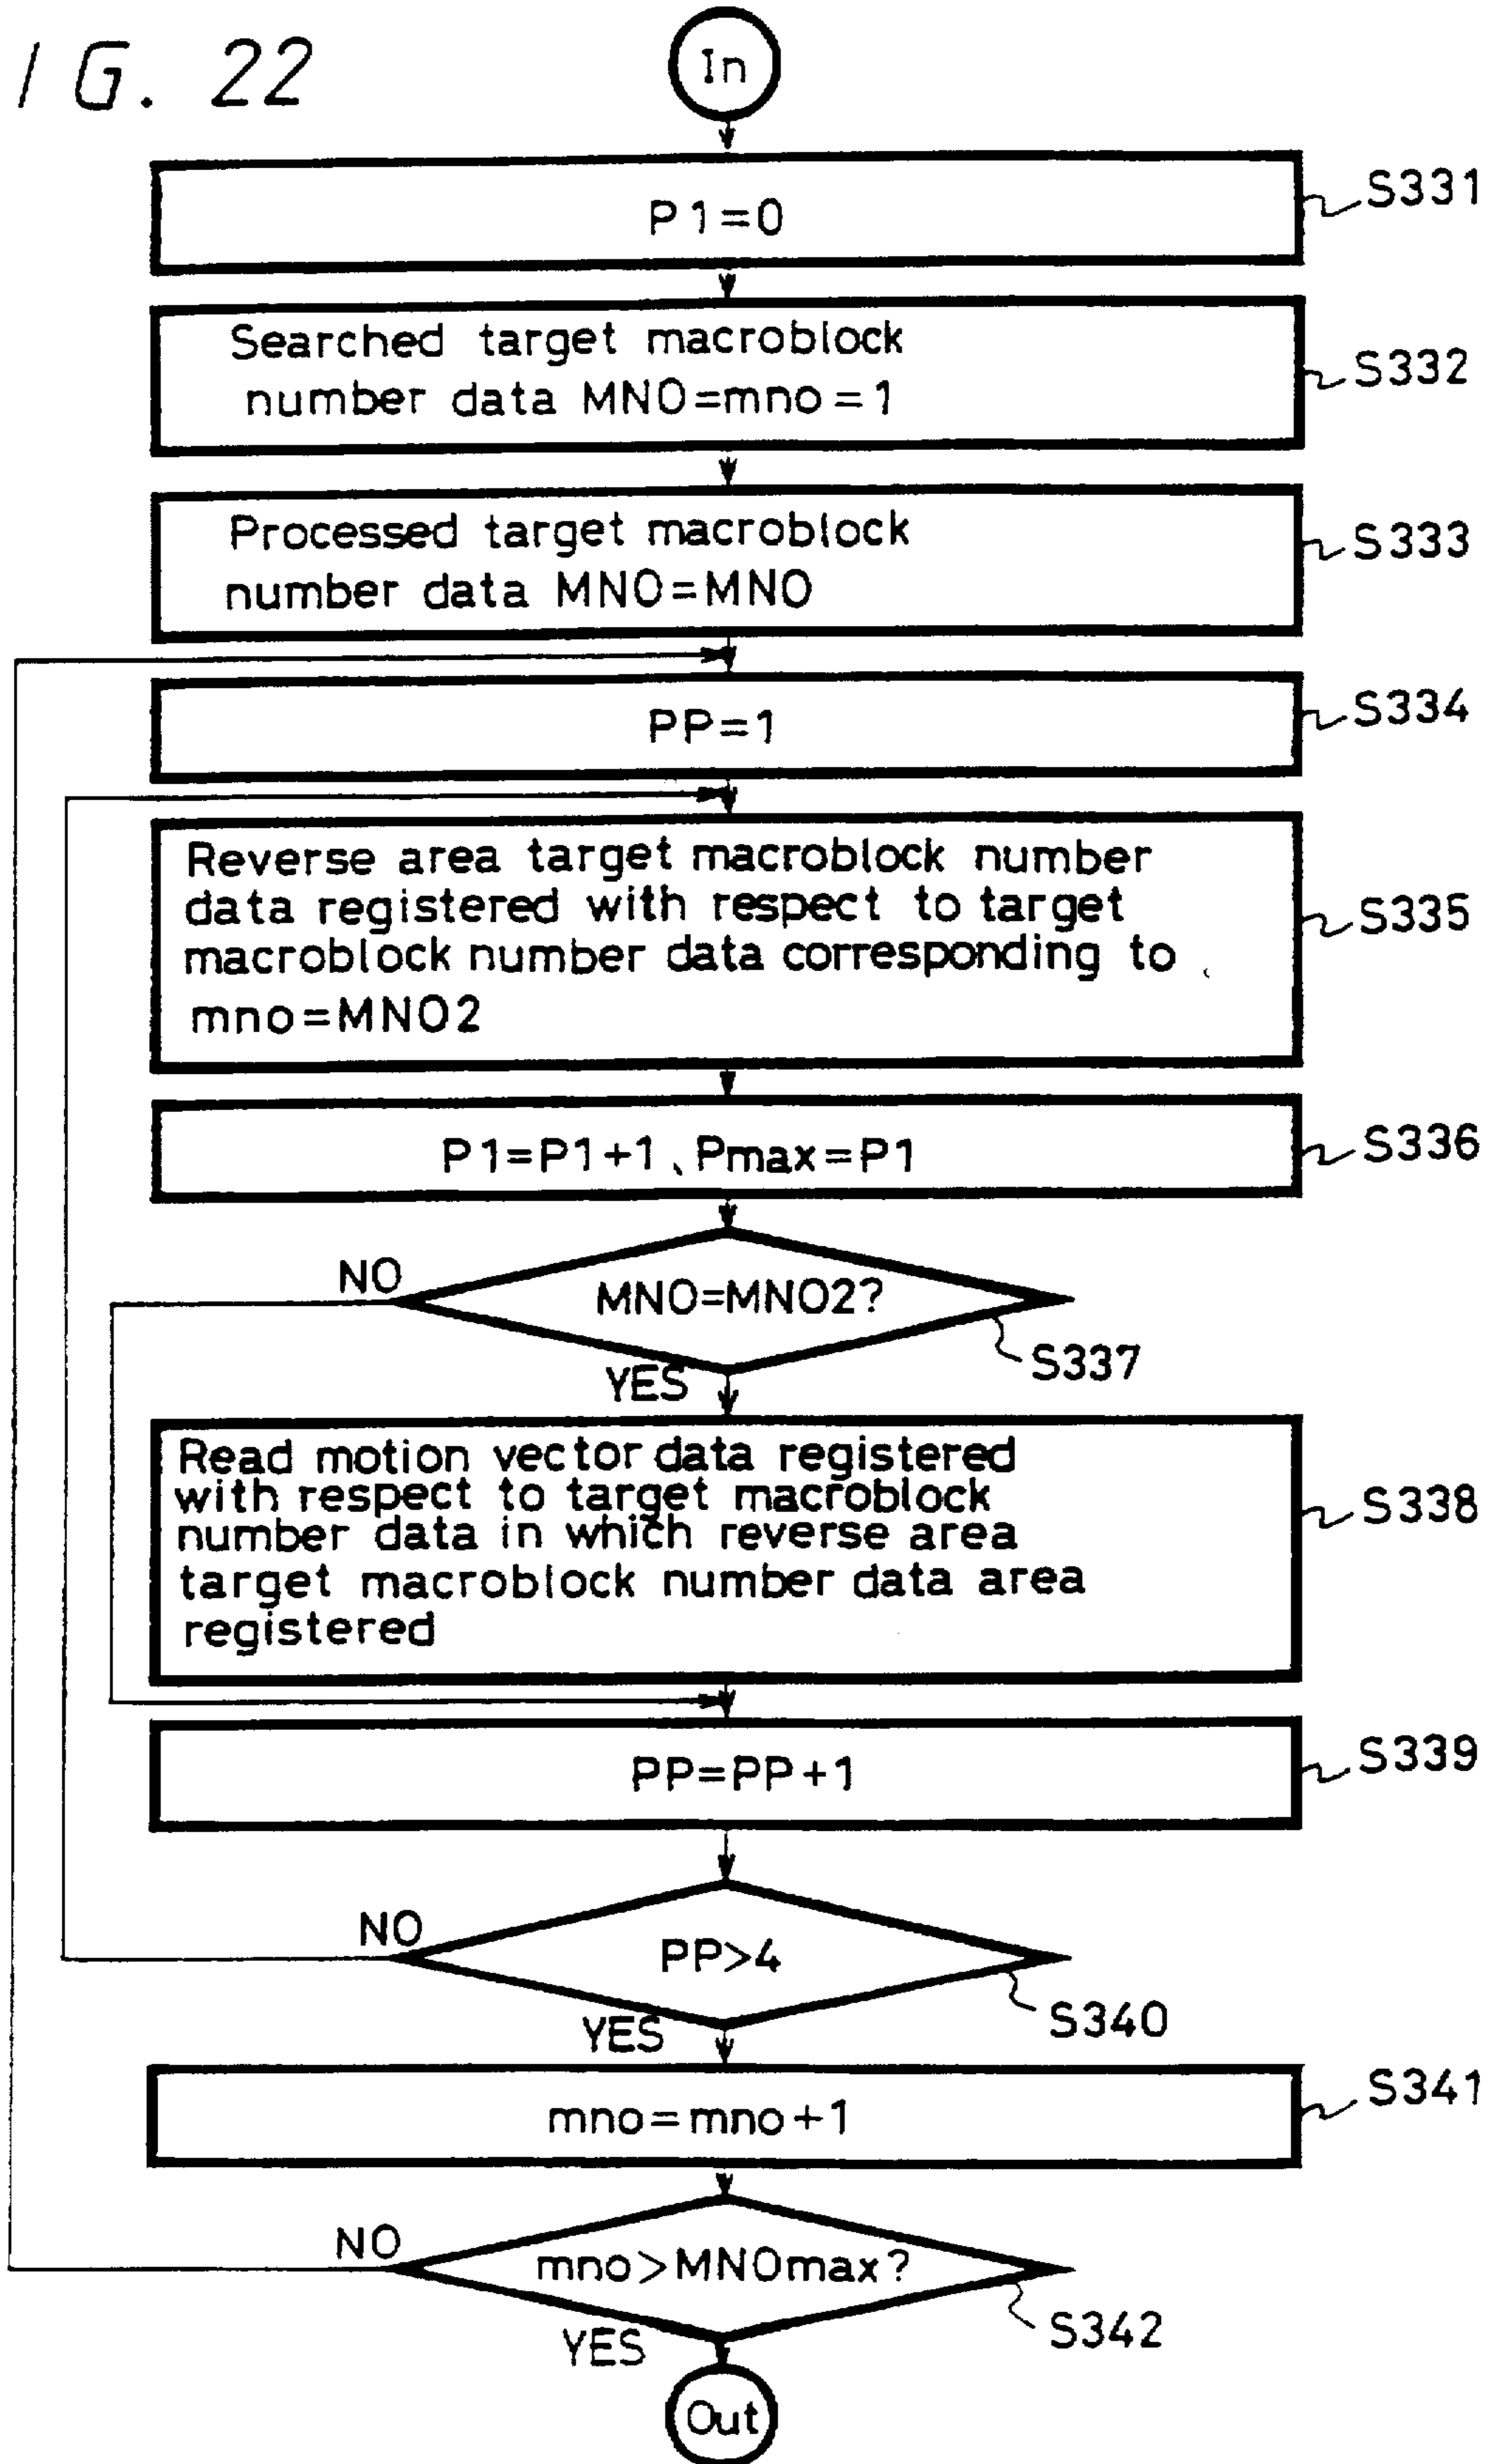 IG. 22
In
P1=0
S331
Searched target macroblock
number data MNO=mno=1
S332
Processed target macroblock
number data MNO=MNO
S333
PP=1
S334
Reverse area target macroblock number
data registered with respect to target
macroblock number data corresponding to
mno=MNO2
S335
P1=P1+1、Pmax=P1
S336
NO
MNO=MNO2?
S337
YES
Read motion vector data registered
with respect to target macroblock
number data in which reverse area
target macroblock number data area
registered
S338
PP=PP+1
S339
NO
PP>4
S340
YES
mno=mno+1
S341
NO
mno>MNOmax?
S342
YES
Out